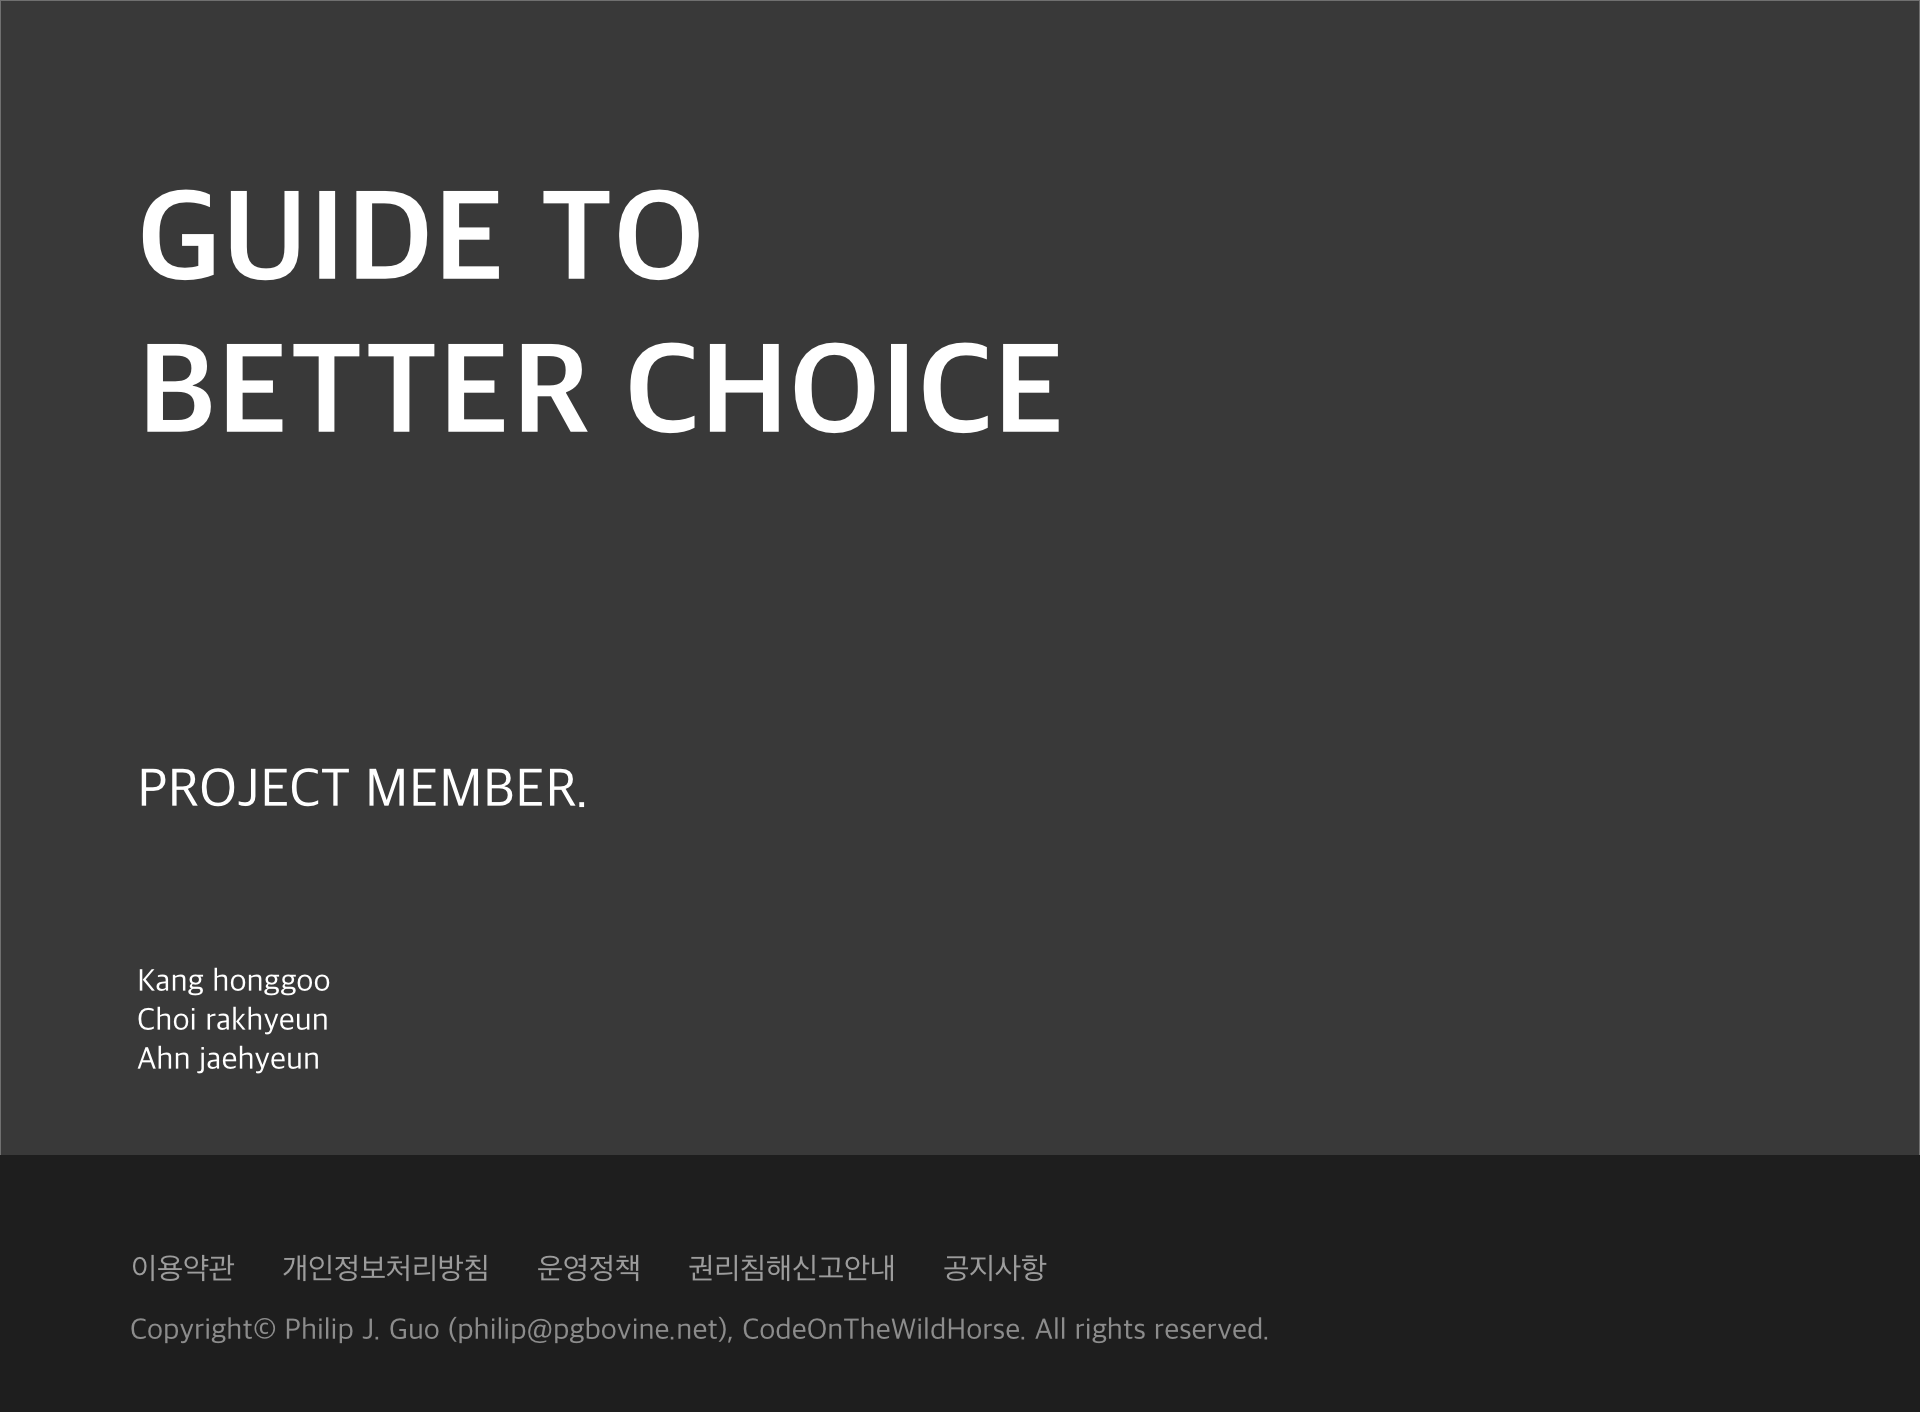 GUIDE TO
BETTER CHOICE
PROJECT MEMBER.
Kang honggoo
Choi rakhyeun
Ahn jaehyeun
이용약관 개인정보처리방침 운영정책 권리침해신고안내 공지사항
Copyright© Philip J. Guo (philip@pgbovine.net), CodeOnTheWildHorse. All rights reserved.